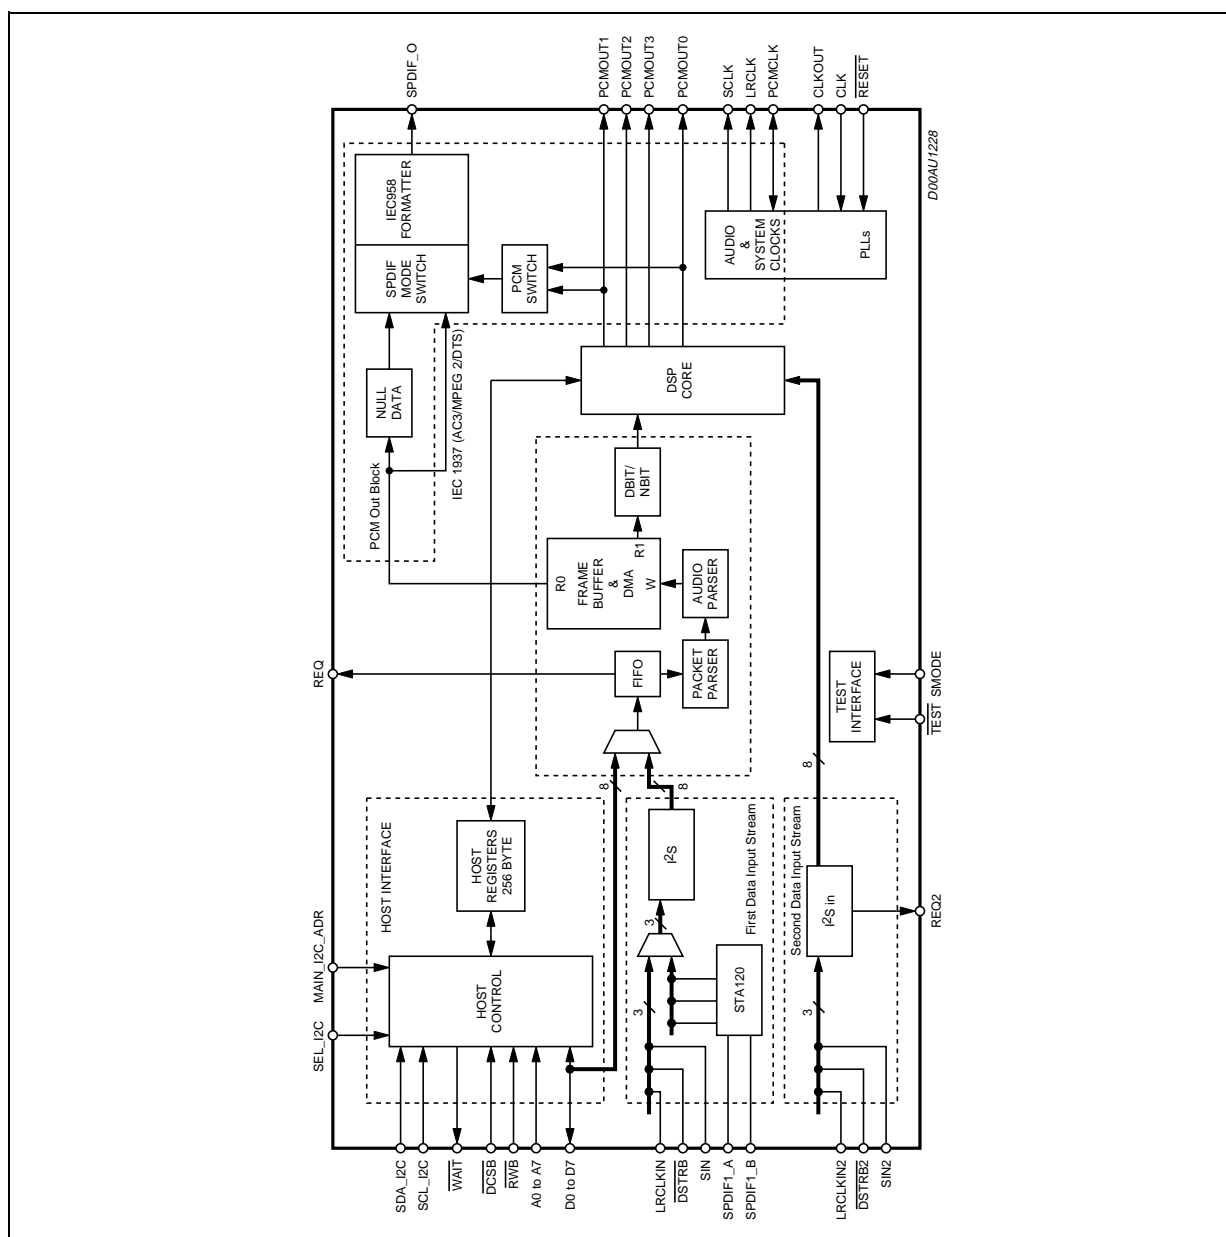 SPDIF_O
PCMOUT1
PCMOUT2
PCMOUT3
PCMOUT0
SCLK
LRCLK
PCMCLK
CLKOUT
CLK
RESET
D00AU1228
IEC958
FORMATTER
SPDIF
MODE
SWITCH
PCM
SWITCH
AUDIO
&
SYSTEM
CLOCKS
PLLs
NULL
DATA
PCM Out Block
IEC 1937 (AC3/MPEG 2/DTS)
DSP
CORE
DBIT/
NBIT
R0
FRAME
BUFFER
&
DMA
R1
W
AUDIO
PARSER
REQ
FIFO
PACKET
PARSER
TEST
INTERFACE
TEST
SMODE
8
8
8
HOST INTERFACE
HOST
REGISTERS
256 BYTE
HOST
CONTROL
MAIN_I2C_ADR
SEL_I2C
I²S
First Data Input Stream
3
3
STA120
Second Data Input Stream
I²S in
3
REQ2
SDA_I2C
SCL_I2C
WAIT
DCSB
RWB
A0 to A7
D0 to D7
LRCLKIN
DSTRB
SIN
SPDIF1_A
SPDIF1_B
LRCLKIN2
DSTRB2
SIN2